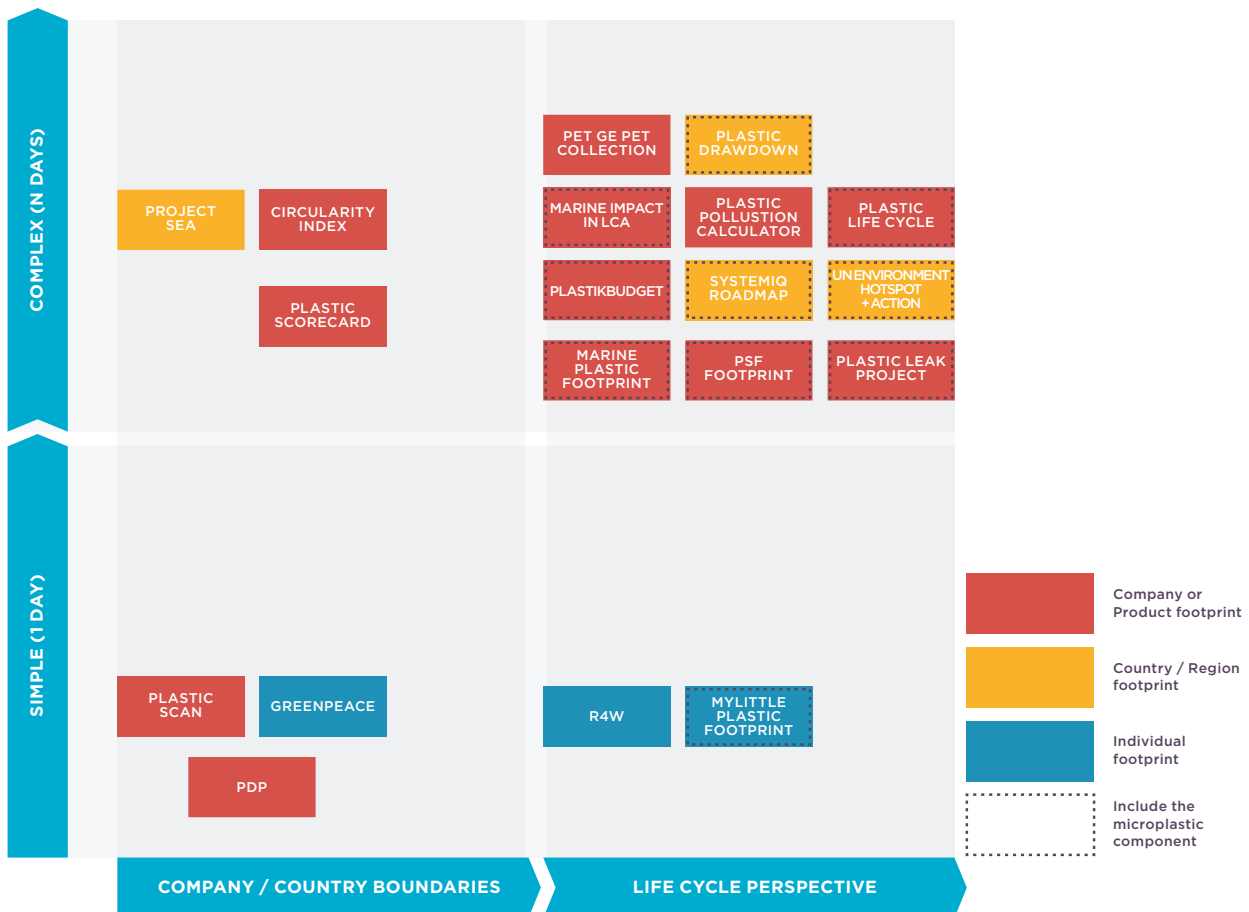 COMPLEX (N DAYS)
PET GE PET
COLLECTION
PLASTIC
DRAWDOWN
PROJECT
SEA
CIRCULARITY
INDEX
MARINE IMPACT
IN LCA
PLASTIC
POLLUSTION
CALCULATOR
PLASTIC
LIFE CYCLE
PLASTIC
SCORECARD
PLASTIKBUDGET
SYSTEMIQ
ROADMAP
UN ENVIRONMENT
HOTSPOT
+ ACTION
MARINE
PLASTIC
FOOTPRINT
PSF
FOOTPRINT
PLASTIC LEAK
PROJECT
SIMPLE (1 DAY)
PLASTIC
SCAN
GREENPEACE
R4W
MYLITTLE
PLASTIC
FOOTPRINT
PDP
Company or
Product footprint
Country / Region
footprint
Individual
footprint
Include the
microplastic
component
COMPANY / COUNTRY BOUNDARIES
LIFE CYCLE PERSPECTIVE